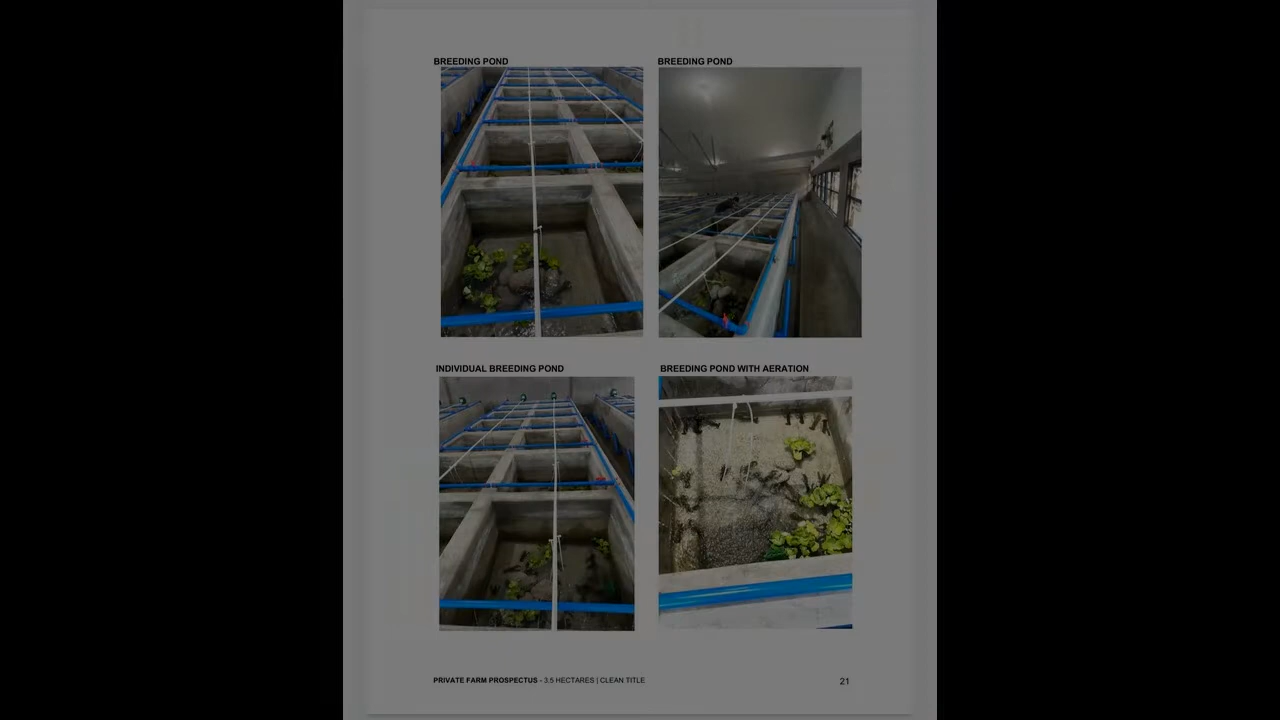 BREEDING POND
BREEDING POND
INDIVIDUAL BREEDING POND
BREEDING POND WITH AERATION
PRIVATE FARM PROSPECTUS - 3.5 HECTARES | CLEAN TITLE
21